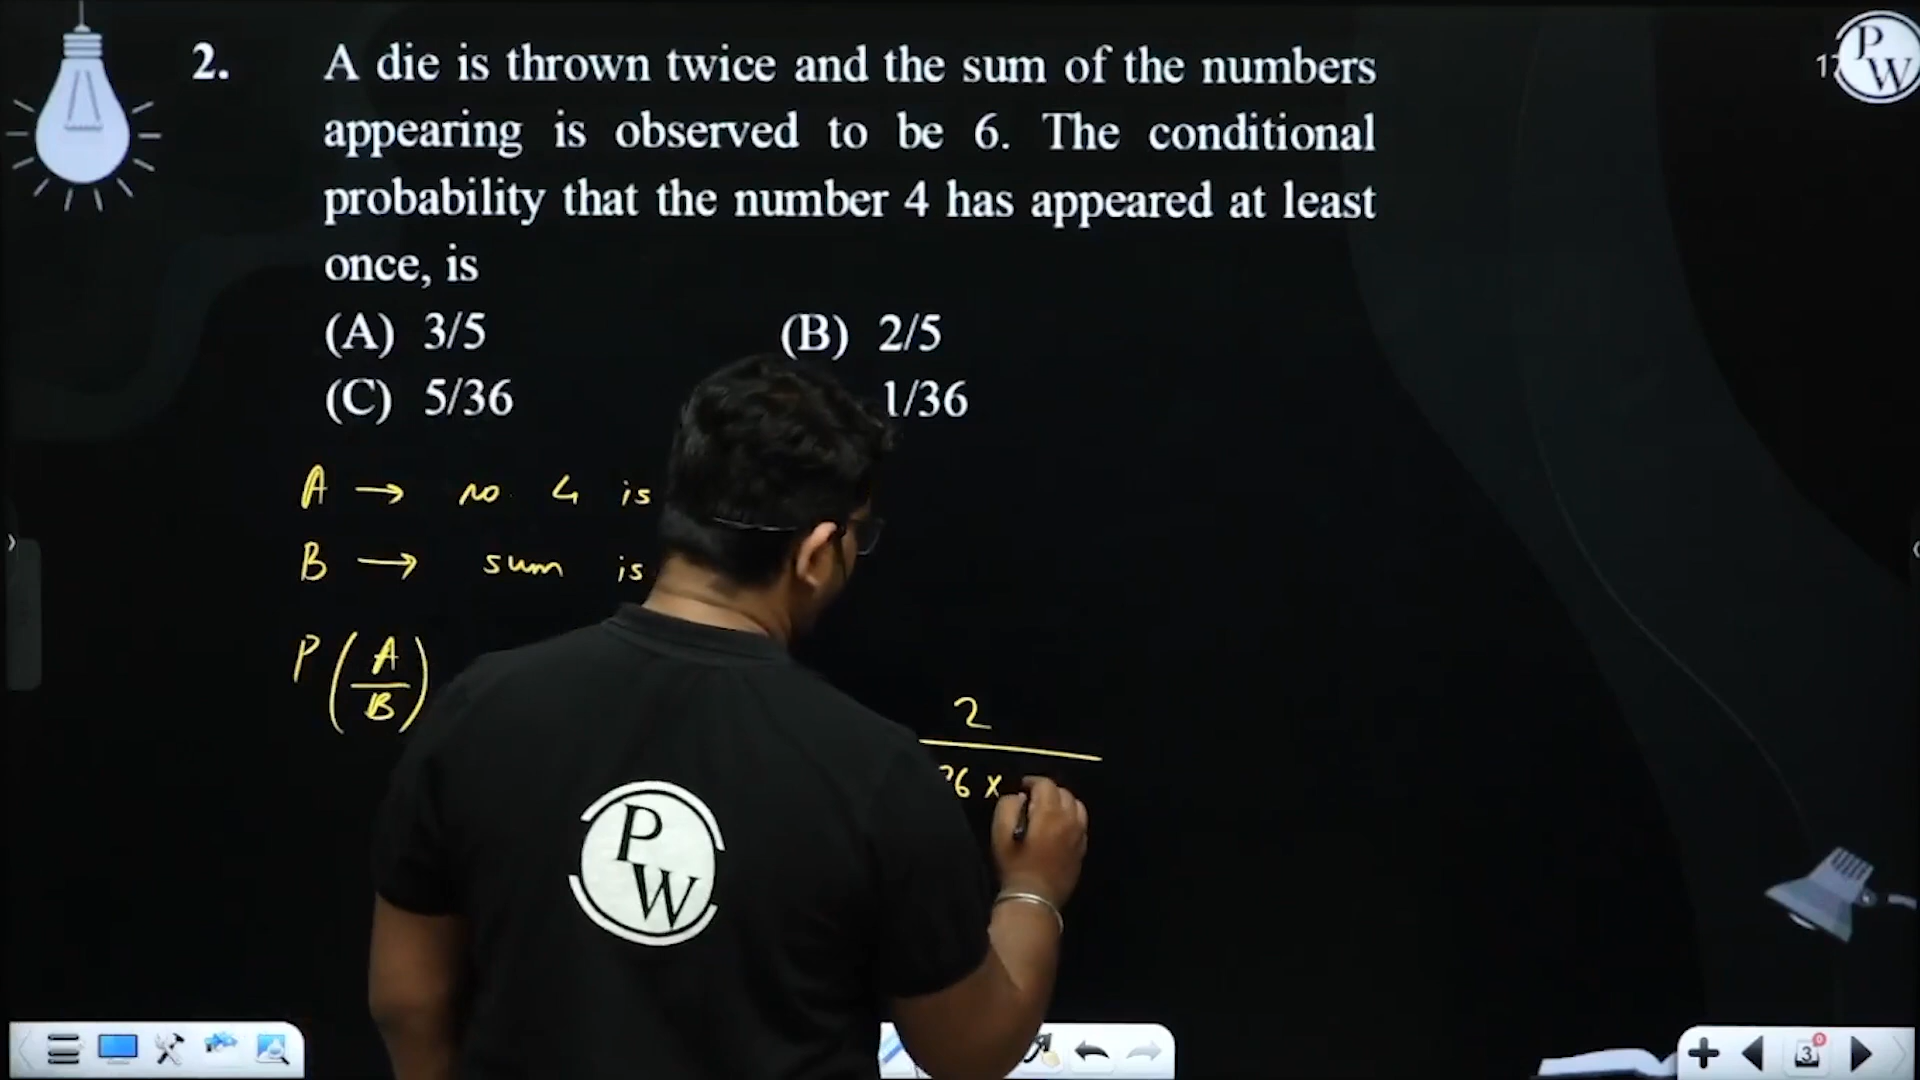 2. A die is thrown twice and the sum of the numbers
appearing is observed to be 6. The conditional
probability that the number 4 has appeared at least
once, is
(A) 3/5 (B) 2/5
(C) 5/36 1/36
A → no. 4 is
B → sum is
P(A/B)
2
6 ×
P
W
P
W
3
0